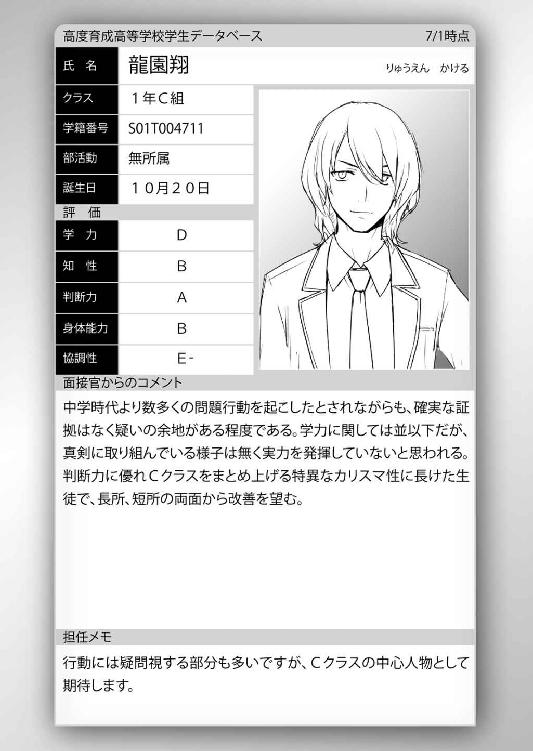 高度育成高等学校学生データベース 7/1時点
氏 名 龍園翔 りゅうえん かける
クラス 1年C組
学籍番号 S01T004711
部活動 無所属
誕生日 10月20日
評 価
学 力 D
知 性 B
判断力 A
身体能力 B
協調性 E-
面接官からのコメント
中学時代より数多くの問題行動を起こしたとされながらも、確実な証
拠はなく疑いの余地がある程度である。学力に関しては並以下だが、
真剣に取り組んでいる様子は無く実力を発揮していないと思われる。
判断力に優れCクラスをまとめ上げる特異なカリスマ性に長けた生
徒で、長所、短所の両面から改善を望む。
担任メモ
行動には疑問視する部分も多いですが、Cクラスの中心人物として
期待します。